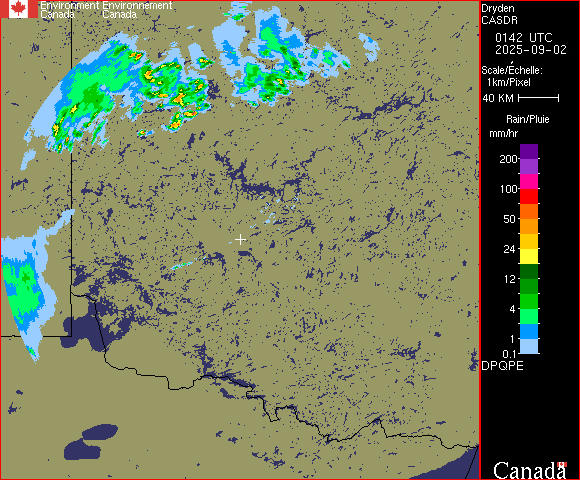 Environment Environnement
Canada Canada
Dryden
CASDR
0142 UTC
2025-09-02
Scale/Échelle:
1km/Pixel
40 KM
Rain/Pluie
mm/hr
200
100
50
24
12
4
1
0.1
DPQPE
Canada